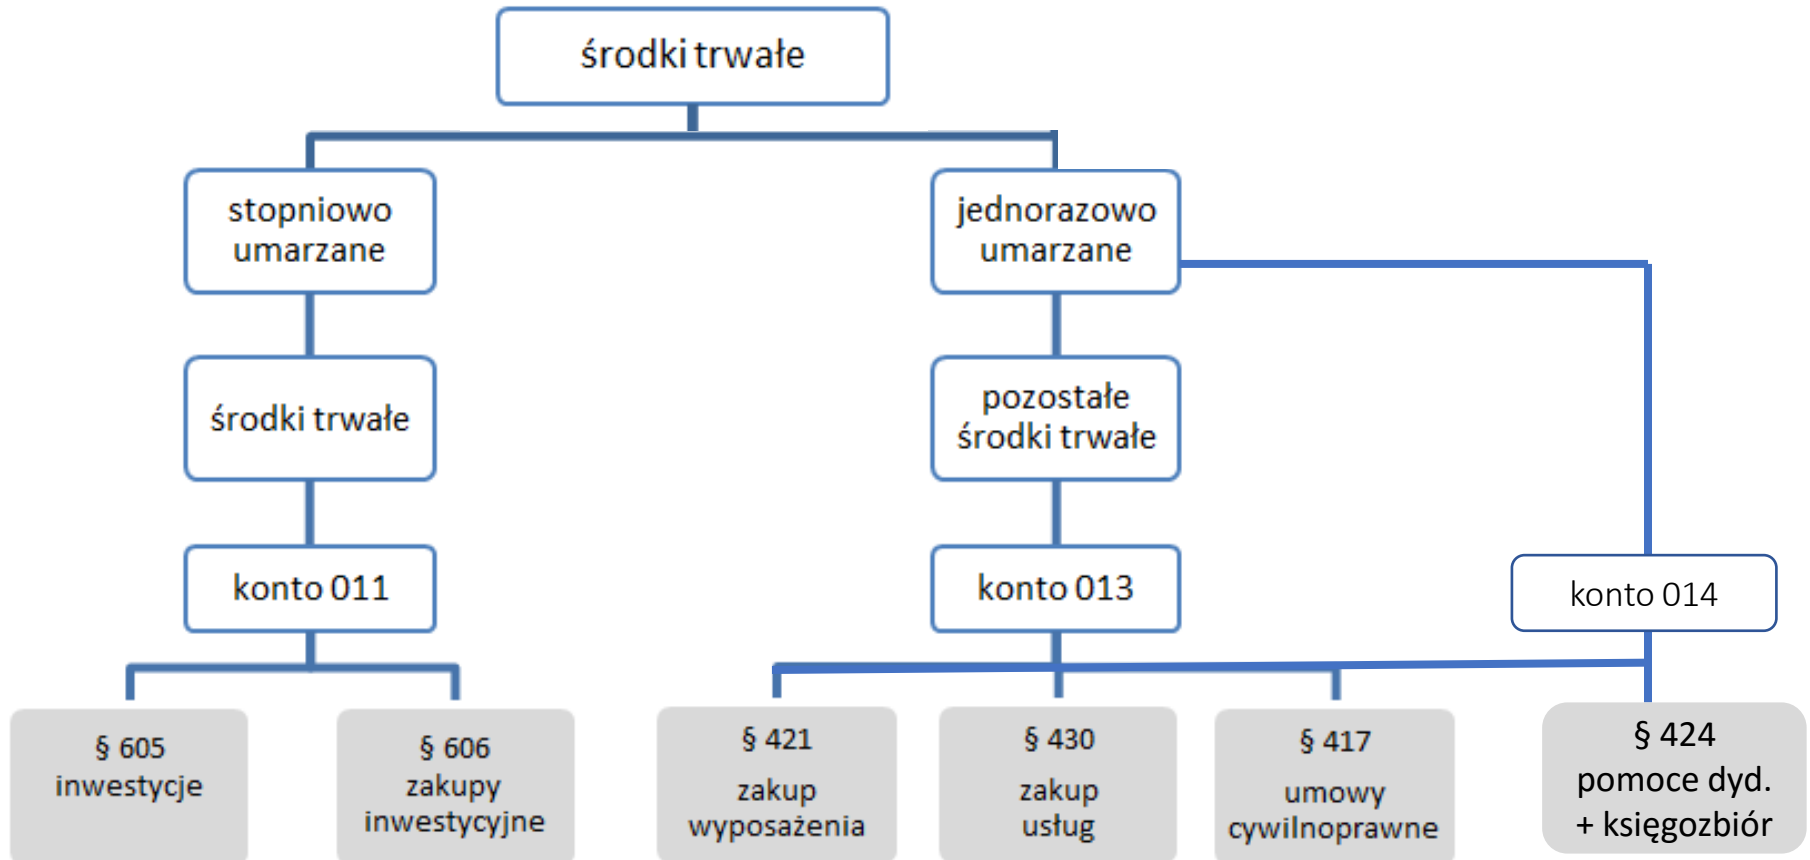 środki trwałe
stopniowo
umarzane
jednorazowo
umarzane
środki trwałe
pozostałe
środki trwałe
konto 011
konto 013
konto 014
§ 605
inwestycje
§ 606
zakupy
inwestycyjne
§ 421
zakup
wyposażenia
§ 430
zakup
usług
§ 417
umowy
cywilnoprawne
§ 424
pomoce dyd.
+ księgozbiór